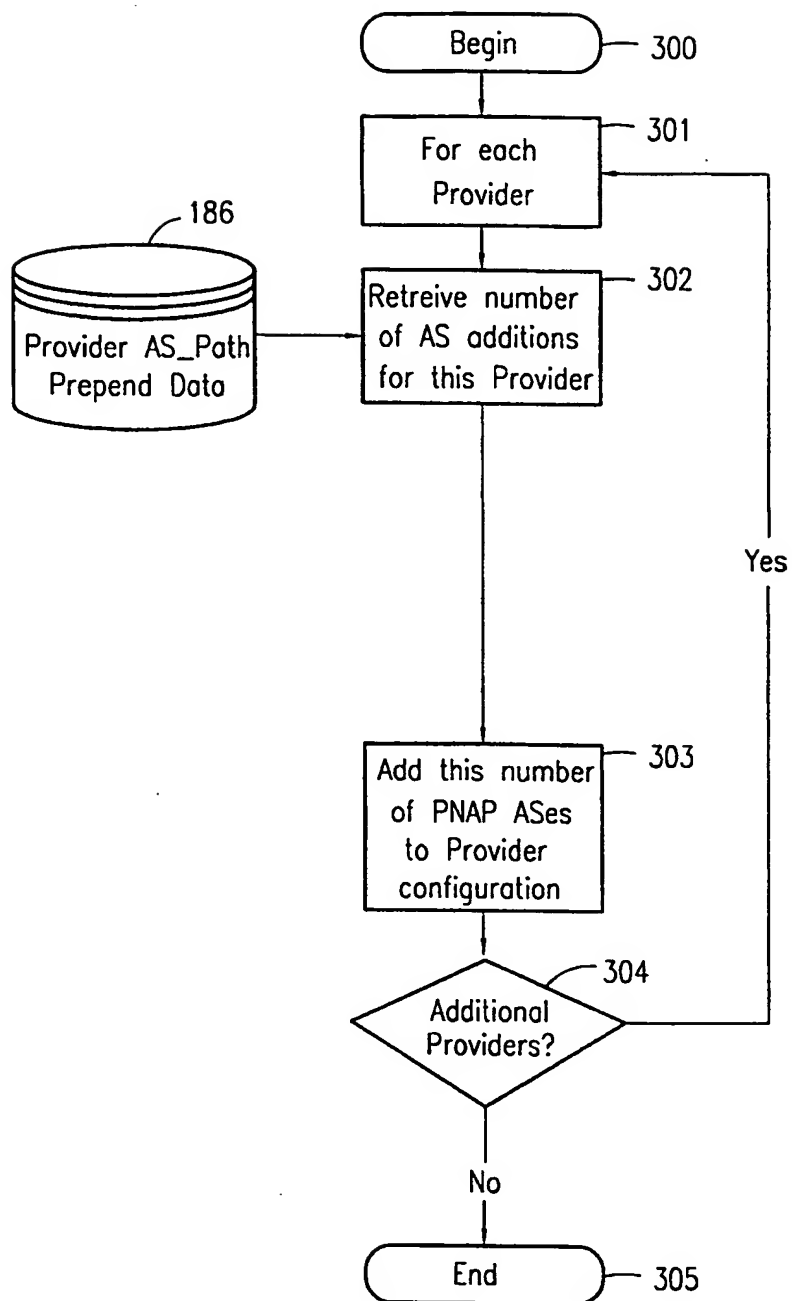 Begin
300
301
For each
Provider
186
302
Retreive number
of AS additions
for this Provider
Provider AS_Path
Prepend Data
Yes
303
Add this number
of PNAP ASes
to Provider
configuration
304
Additional
Providers?
No
End
305